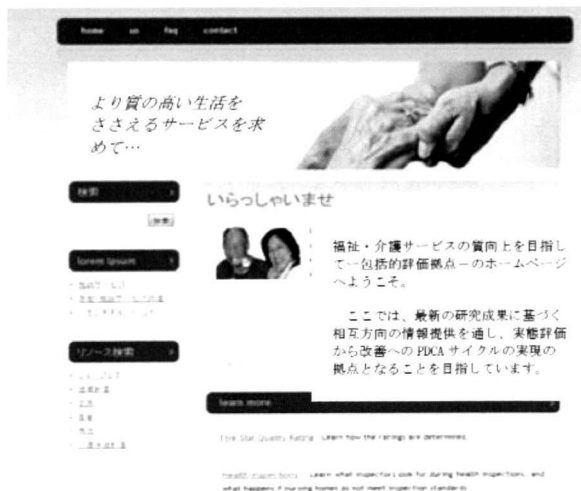 home us faq contact
より質の高い生活を
ささえるサービスを求
めて…
検索
検索
いらっしゃいませ
福祉・介護サービスの質向上を目指し
て－包括的評価拠点－のホームページ
へようこそ。
ここでは、最新の研究成果に基づく
相互方向の情報提供を通し、実態評価
から改善への PDCA サイクルの実現の
拠点となることを目指しています。
lorem ipsum
リソース検索
learn more
Five Star Quality Rating Learn how the ratings are determined.
Health Inspections Learn what inspectors look for during health inspections, and
what happens if nursing homes do not meet inspection standards